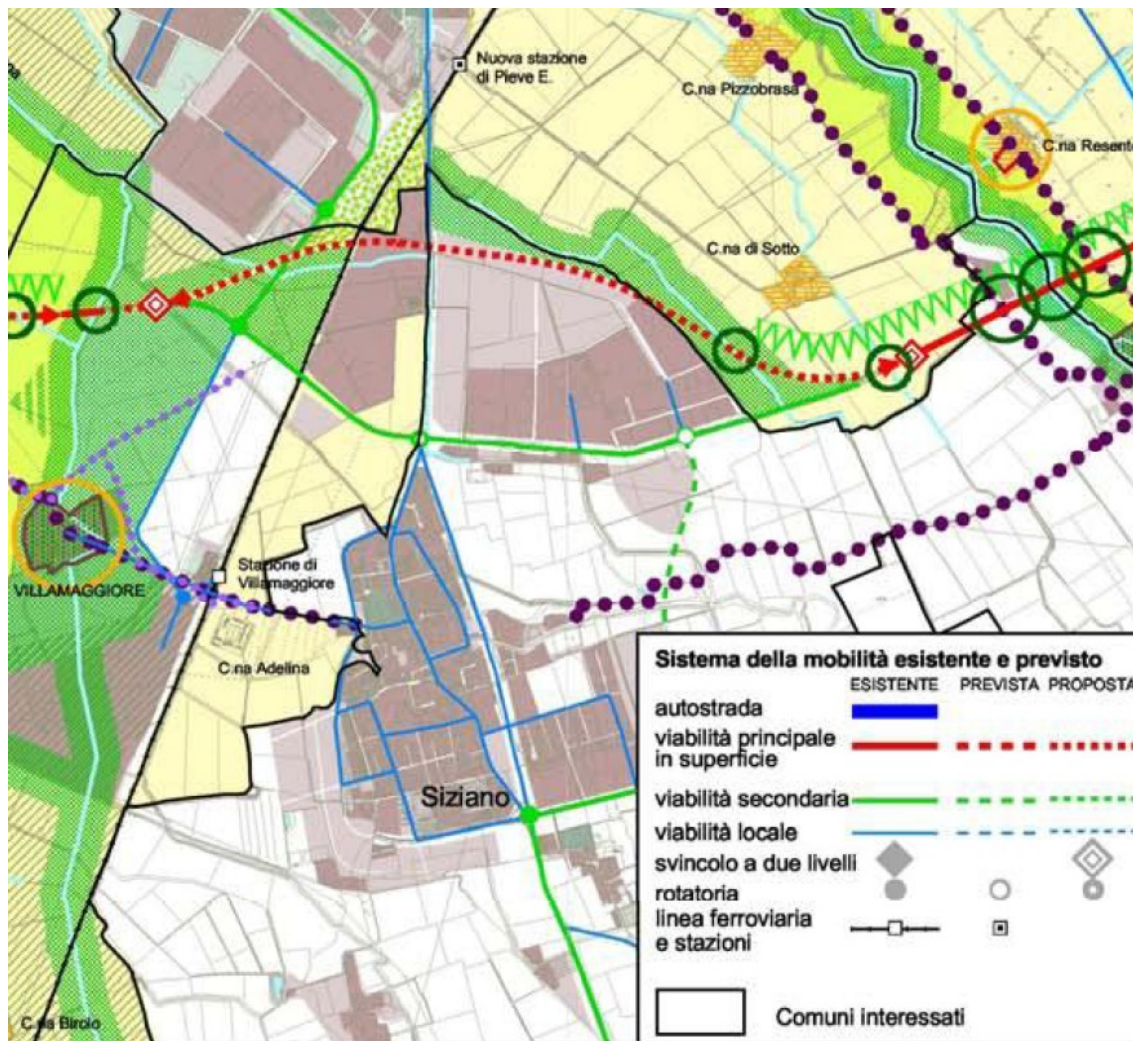 Nuova stazione
di Pieve E.
C.na Pizzobrasa
C.na Resente
C.na di Sotto
VILLAMAGGIORE
Stazione di
Villamaggiore
C.na Adelina
Siziano
C.na Birolo
Sistema della mobilità esistente e previsto
ESISTENTE PREVISTA PROPOSTA
autostrada
viabilità principale
in superficie
viabilità secondaria
viabilità locale
svincolo a due livelli
rotatoria
linea ferroviaria
e stazioni
Comuni interessati